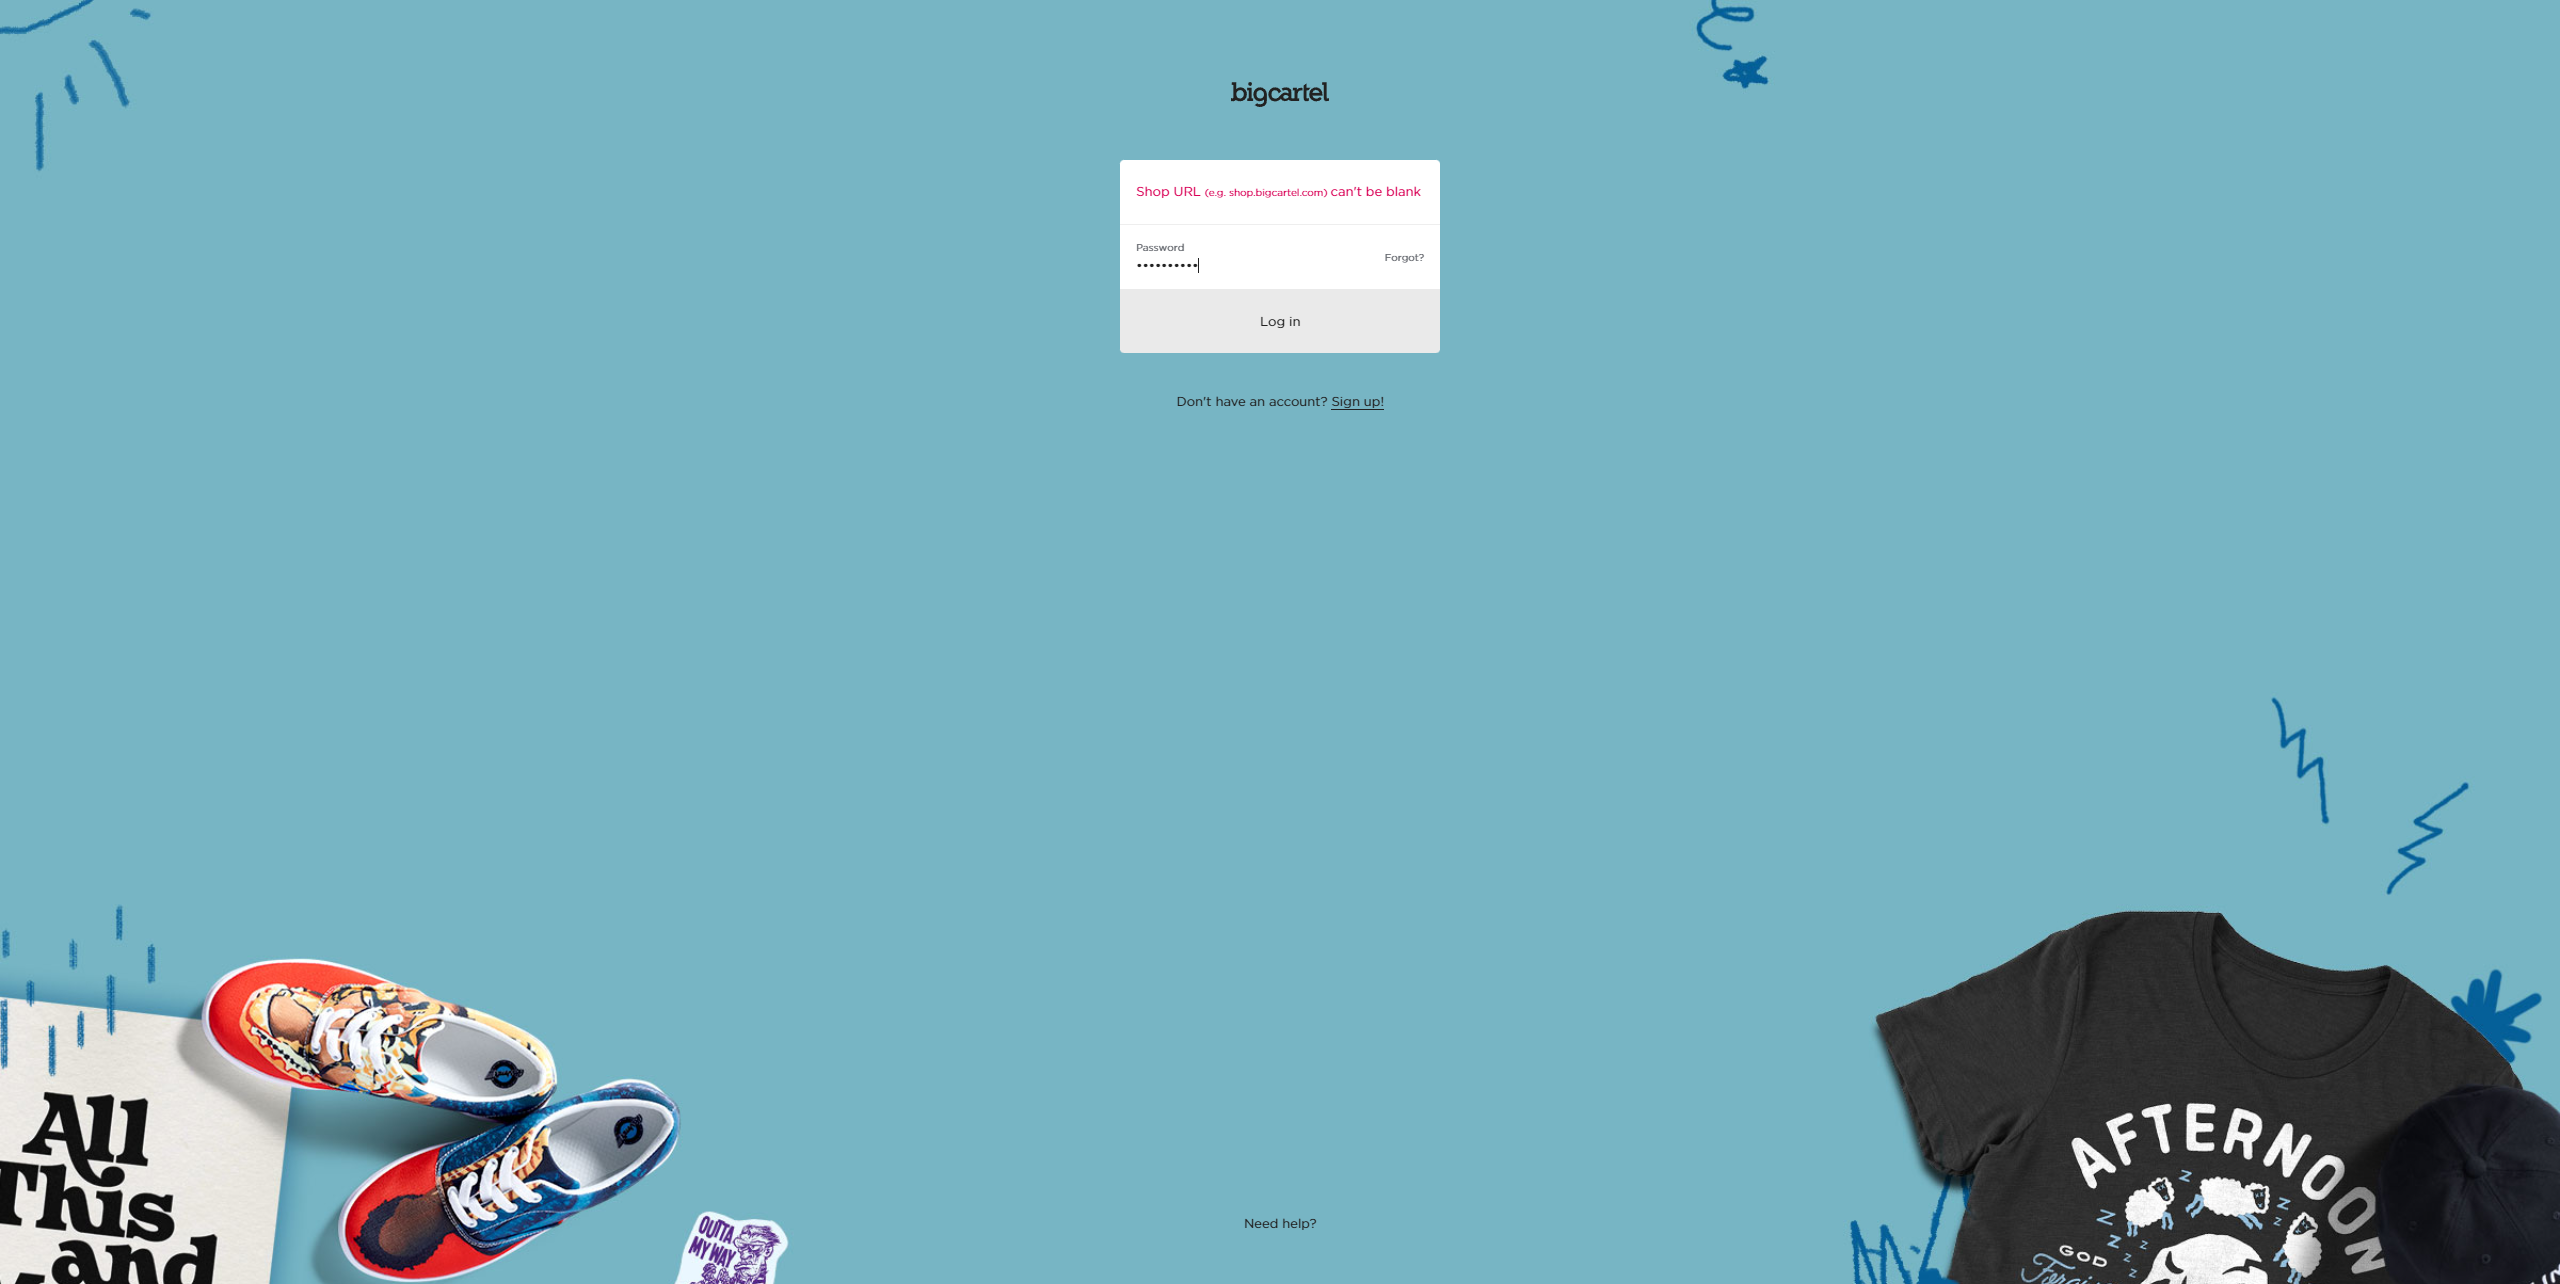 bigcartel
Shop URL (e.g. shop.bigcartel.com) can't be blank
Password
••••••••••
Forgot?
Log in
Don't have an account? Sign up!
All
This
and
OUTTA
MY WAY
AFTERNOON
Z
Z
Z
Z
Z
Z
Z
Z
Z
GOD
Need help?